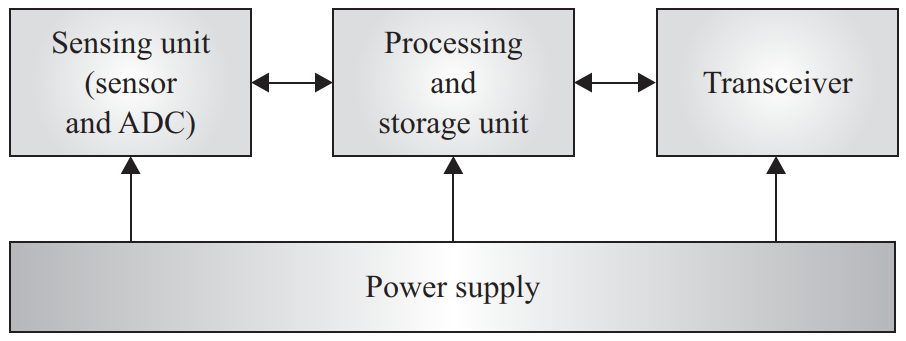 Sensing unit
(sensor
and ADC)
Processing
and
storage unit
Transceiver
Power supply